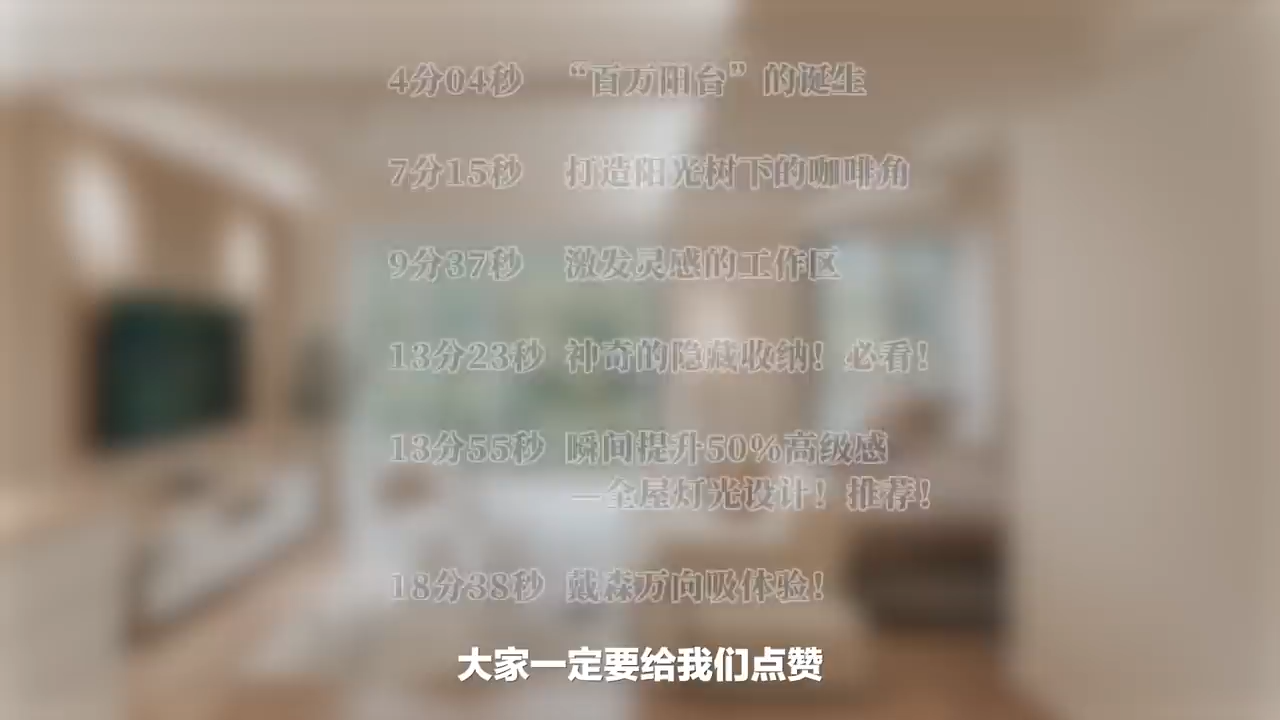 4分04秒 “百万阳台”的诞生
7分15秒 打造阳光树下的咖啡角
9分37秒 激发灵感的工作区
13分23秒 神奇的隐藏收纳！必看！
13分55秒 瞬间提升50%高级感
—全屋灯光设计！推荐！
18分38秒 戴森万向吸体验！
大家一定要给我们点赞